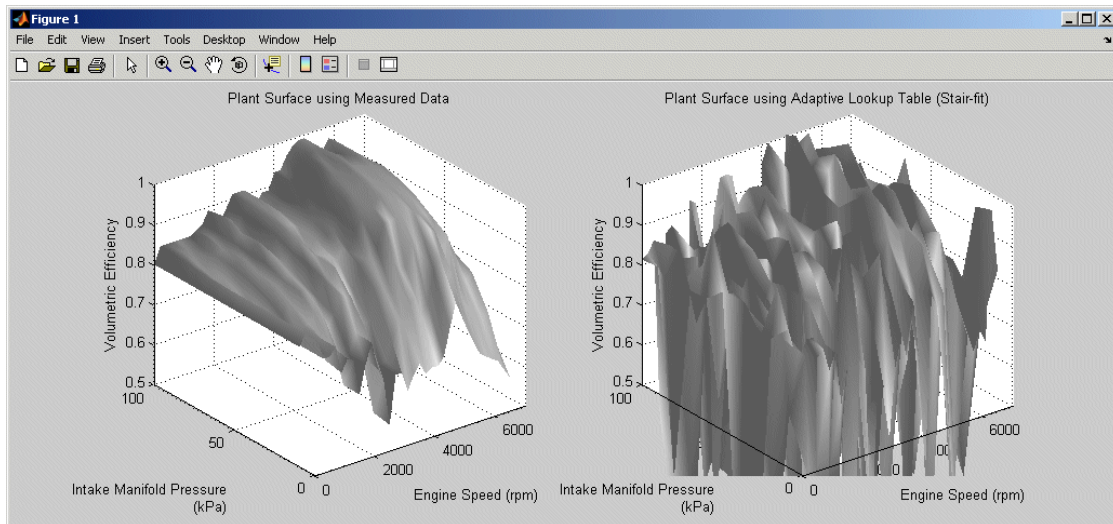 Figure 1
File Edit View Insert Tools Desktop Window Help
Plant Surface using Measured Data
1
0.9
0.8
0.7
0.6
0.5
Volumetric Efficiency
100
50
0
Intake Manifold Pressure
(kPa)
0
2000
4000
6000
Engine Speed (rpm)
Plant Surface using Adaptive Lookup Table (Stair-fit)
1
0.9
0.8
0.7
0.6
0.5
Volumetric Efficiency
100
0
Intake Manifold Pressure
(kPa)
0
6000
Engine Speed (rpm)